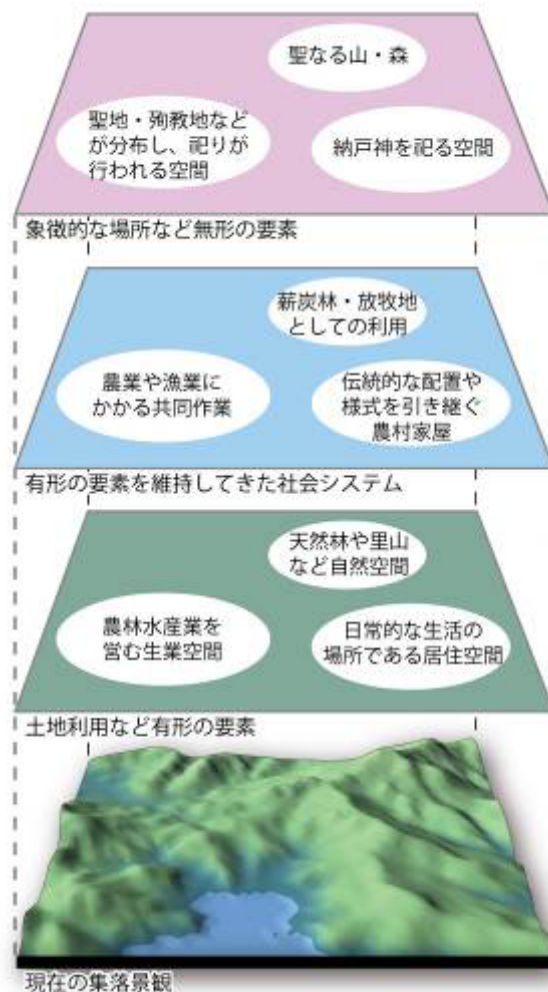 聖なる山・森
聖地・殉教地など
が分布し、祀りが
行われる空間
納戸神を祀る空間
象徴的な場所など無形の要素
薪炭林・放牧地
としての利用
農業や漁業に
かかる共同作業
伝統的な配置や
様式を引き継ぐ
農村家屋
有形の要素を維持してきた社会システム
天然林や里山
など自然空間
農林水産業を
営む生業空間
日常的な生活の
場所である居住空間
土地利用など有形の要素
現在の集落景観